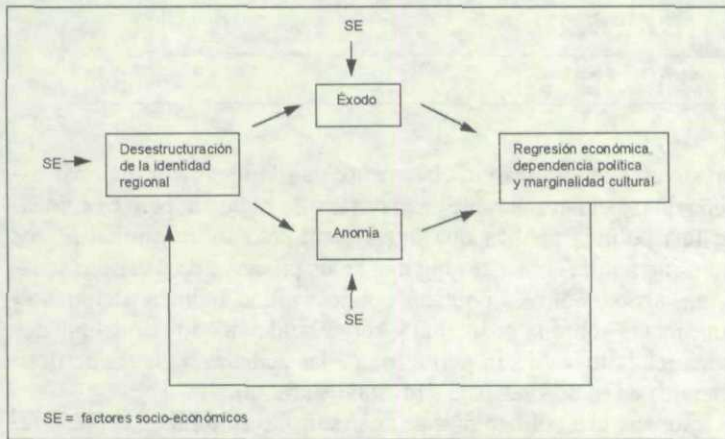 SE
Éxodo
SE
Desestructuración
de la identidad
regional
Regresión económica,
dependencia política
y marginalidad cultural
Anomia
SE
SE = factores socio-económicos